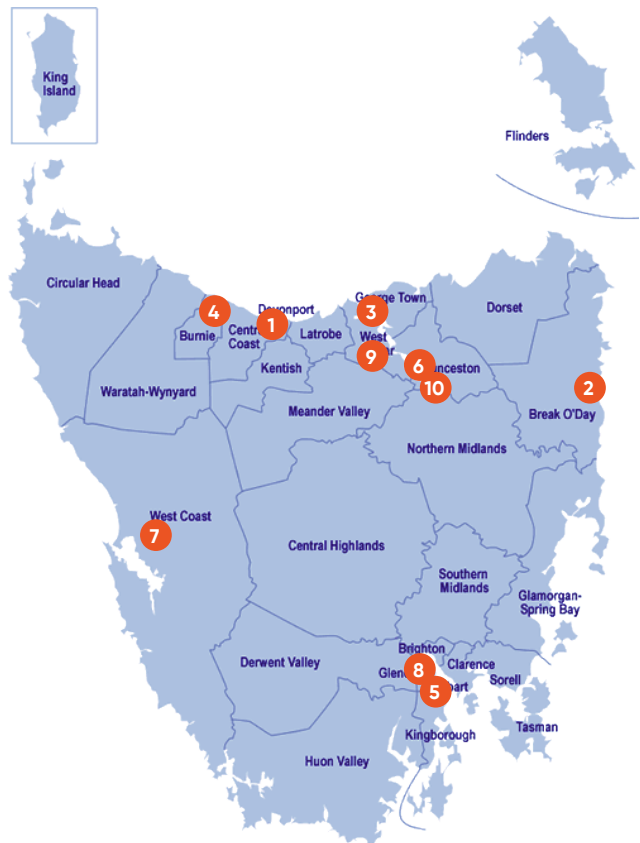 King
Island
Flinders
Circular Head
Devonport
George Town
Dorset
4
3
1
Burnie
Central
Coast
Latrobe
West
9
6
Kentish
10
2
Waratah-Wynyard
Meander Valley
Break O'Day
Northern Midlands
West Coast
7
Central Highlands
Southern
Midlands
Glamorgan-
Spring Bay
Brighton
Derwent Valley
8
Clarence
Sorell
5
Tasman
Kingborough
Huon Valley